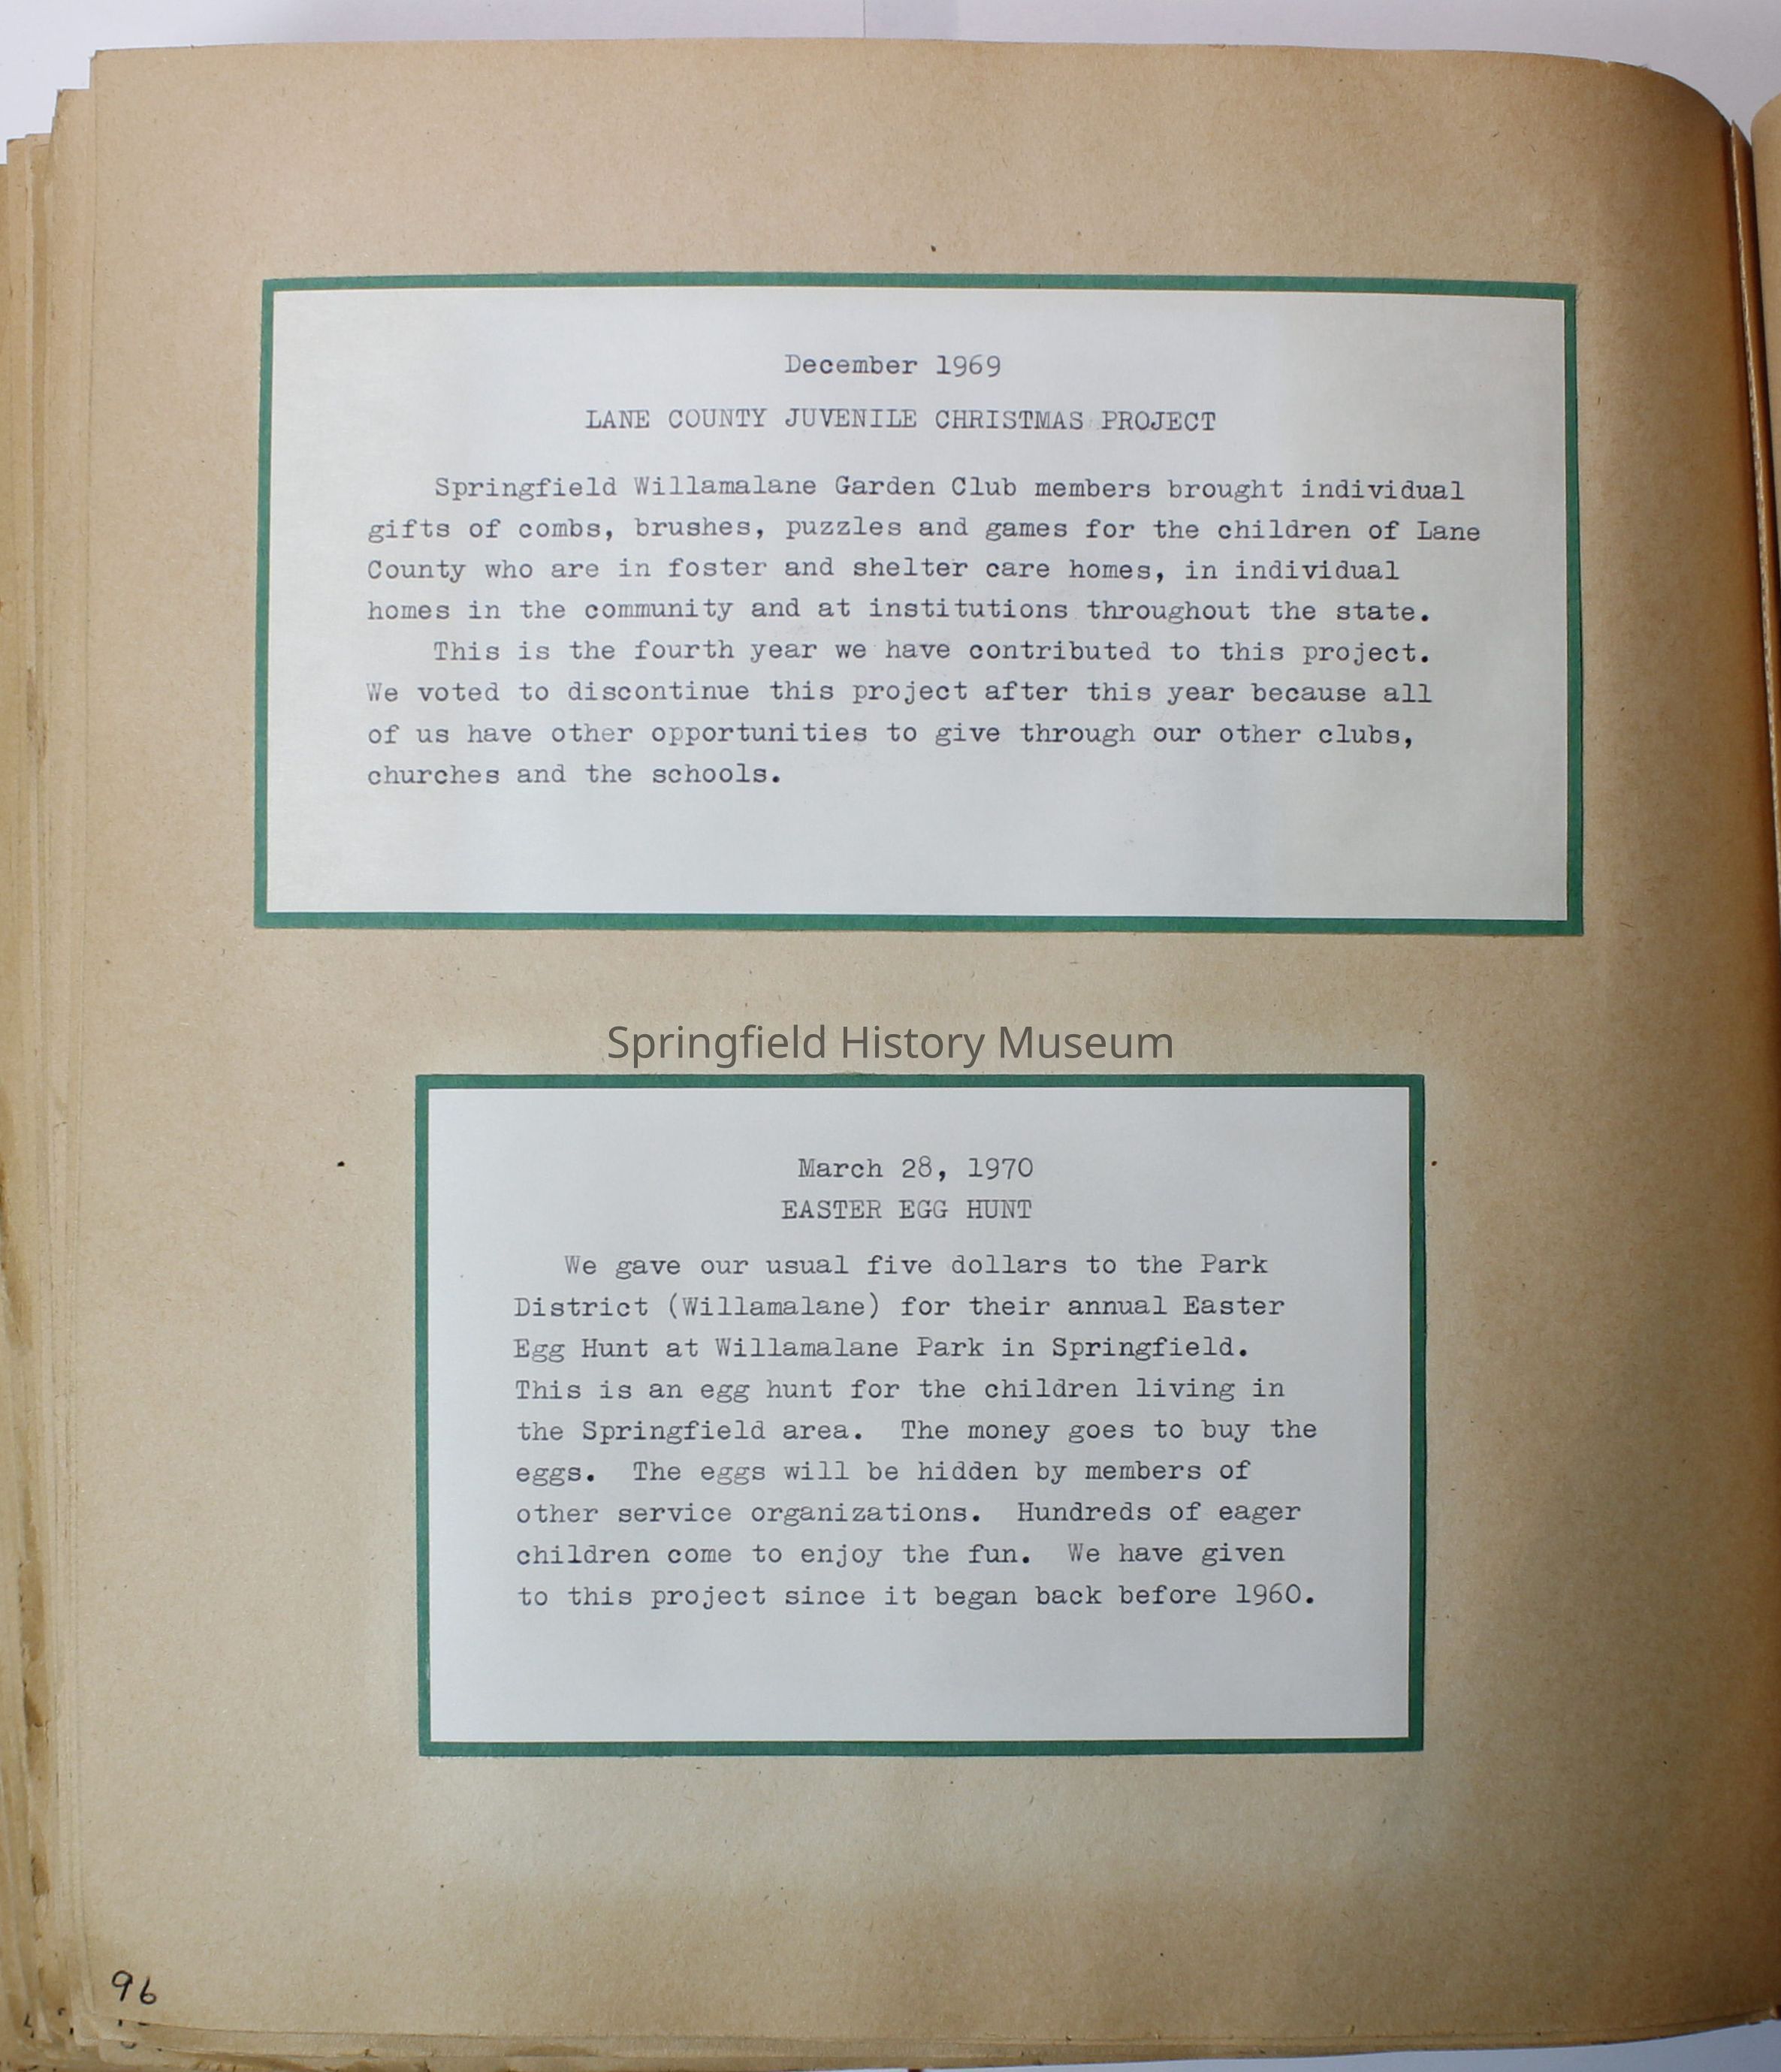 December 1969
LANE COUNTY JUVENILE CHRISTMAS PROJECT
Springfield Willamalane Garden Club members brought individual
gifts of combs, brushes, puzzles and games for the children of Lane
County who are in foster and shelter care homes, in individual
homes in the community and at institutions throughout the state.
This is the fourth year we have contributed to this project.
We voted to discontinue this project after this year because all
of us have other opportunities to give through our other clubs,
churches and the schools.
Springfield History Museum
March 28, 1970
EASTER EGG HUNT
We gave our usual five dollars to the Park
District (Willamalane) for their annual Easter
Egg Hunt at Willamalane Park in Springfield.
This is an egg hunt for the children living in
the Springfield area.  The money goes to buy the
eggs.  The eggs will be hidden by members of
other service organizations.  Hundreds of eager
children come to enjoy the fun.  We have given
to this project since it began back before 1960.
96